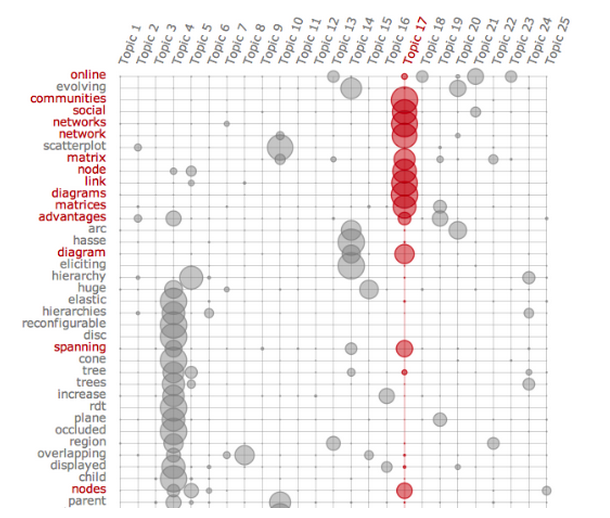 Topic 1
Topic 2
Topic 3
Topic 4
Topic 5
Topic 6
Topic 7
Topic 8
Topic 9
Topic 10
Topic 11
Topic 12
Topic 13
Topic 14
Topic 15
Topic 16
Topic 17
Topic 18
Topic 19
Topic 20
Topic 21
Topic 22
Topic 23
Topic 24
Topic 25
online
evolving
communities
social
networks
network
scatterplot
matrix
node
link
diagrams
matrices
advantages
arc
hasse
diagram
eliciting
hierarchy
huge
elastic
hierarchies
reconfigurable
disc
spanning
cone
tree
trees
increase
rdt
plane
occluded
region
overlapping
displayed
child
nodes
parent